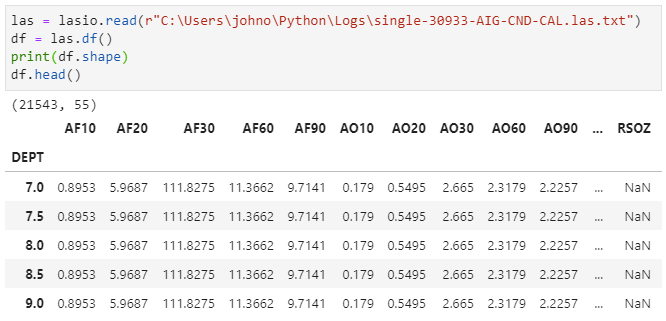 las = lasio.read(r"C:\Users\johno\Python\Logs\single-30933-AIG-CND-CAL.las.txt")
df = las.df()
print(df.shape)
df.head()
(21543, 55)
AF10 AF20 AF30 AF60 AF90 AO10 AO20 AO30 AO60 AO90 ... RSOZ
DEPT
7.0 0.8953 5.9687 111.8275 11.3662 9.7141 0.179 0.5495 2.665 2.3179 2.2257 ... NaN
7.5 0.8953 5.9687 111.8275 11.3662 9.7141 0.179 0.5495 2.665 2.3179 2.2257 ... NaN
8.0 0.8953 5.9687 111.8275 11.3662 9.7141 0.179 0.5495 2.665 2.3179 2.2257 ... NaN
8.5 0.8953 5.9687 111.8275 11.3662 9.7141 0.179 0.5495 2.665 2.3179 2.2257 ... NaN
9.0 0.8953 5.9687 111.8275 11.3662 9.7141 0.179 0.5495 2.665 2.3179 2.2257 ... NaN